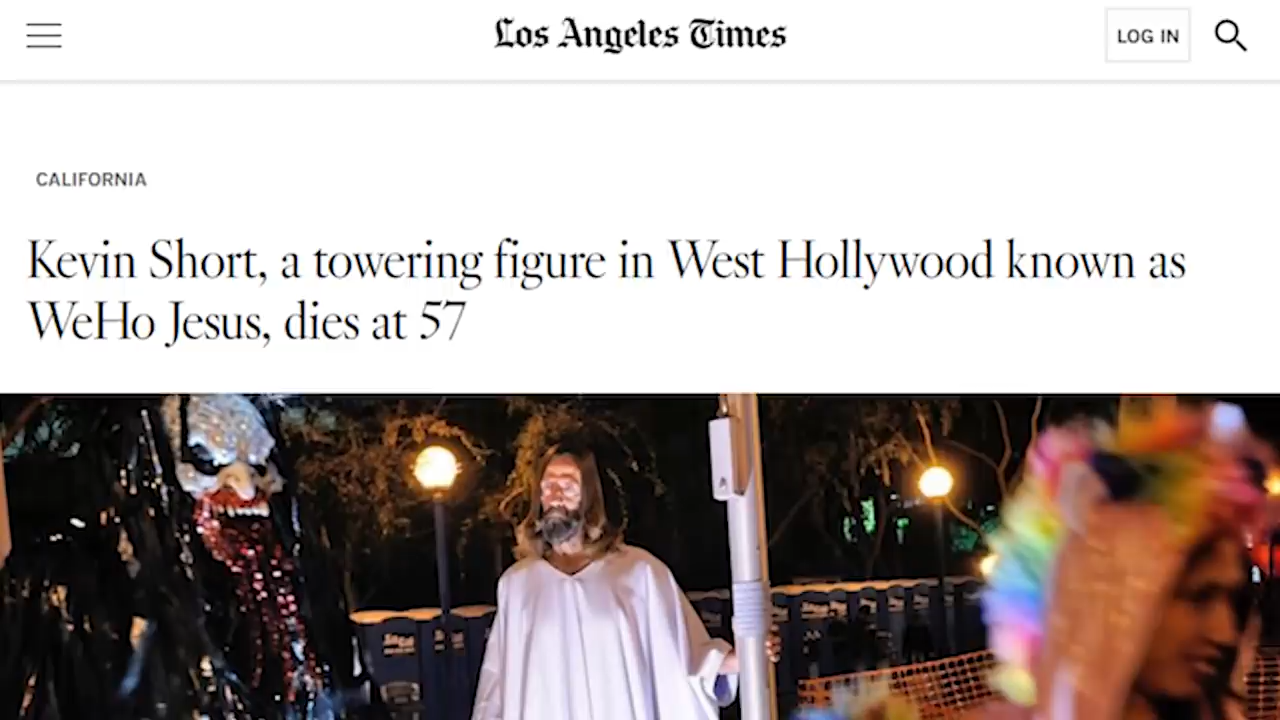 Los Angeles Times
LOG IN
CALIFORNIA
Kevin Short, a towering figure in West Hollywood known as
WeHo Jesus, dies at 57